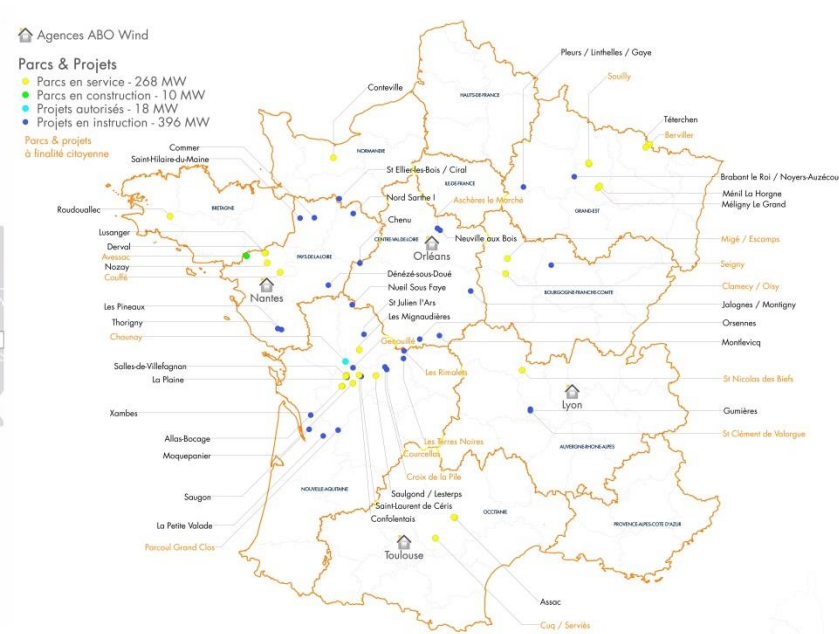 Agences ABO Wind
Parcs & Projets
Parcs en service - 268 MW
Parcs en construction - 10 MW
Projets autorisés - 18 MW
Projets en instruction - 396 MW
Parcs & projets
à finalité citoyenne
Pleurs / Linthelles / Gaye
Souilly
Conteville
HAUTS-DE-FRANCE
Téterchen
Berviller
Commer
NORMANDIE
Saint-Hilaire-du-Maine
St Ellier-les-Bois / Ciral
ILE-DE-FRANCE
Brabant le Roi / Noyers-Auzécou
Nord Sarthe I
Aschères le Marché
Ménil La Horgne
Méligny Le Grand
Roudouallec
BRETAGNE
GRAND-EST
Chenu
Lusanger
CENTRE-VAL-DE-LOIRE
Neuville aux Bois
Migé / Escamps
Derval
Orléans
Avessac
PAYS-DE-LA-LOIRE
Seigny
Nozay
Dénézé-sous-Doué
Couffé
Nueil Sous Faye
BOURGOGNE-FRANCHE-COMTE
Clamecy / Oisy
Nantes
St Julien l'Ars
Jalognes / Montigny
Les Pineaux
Les Mignaudières
Thorigny
Orsennes
Chaunay
Genouillé
Montlevicq
Salles-de-Villefagnan
Les Rimalets
La Plaine
St Nicolas des Biefs
Lyon
Xambes
Gumières
Allas-Bocage
Les Terres Noires
St Clément de Valorgue
Moquepanier
Courcellas
AUVERGNE-RHONE-ALPES
Croix de la Pile
Saugon
NOUVELLE-AQUITAINE
Saulgond / Lesterps
Saint-Laurent de Céris
OCCITANIE
La Petite Valade
Confolentais
PROVENCE-ALPES-COTE D'AZUR
Parcoul Grand Clos
Toulouse
Assac
Cuq / Serviès